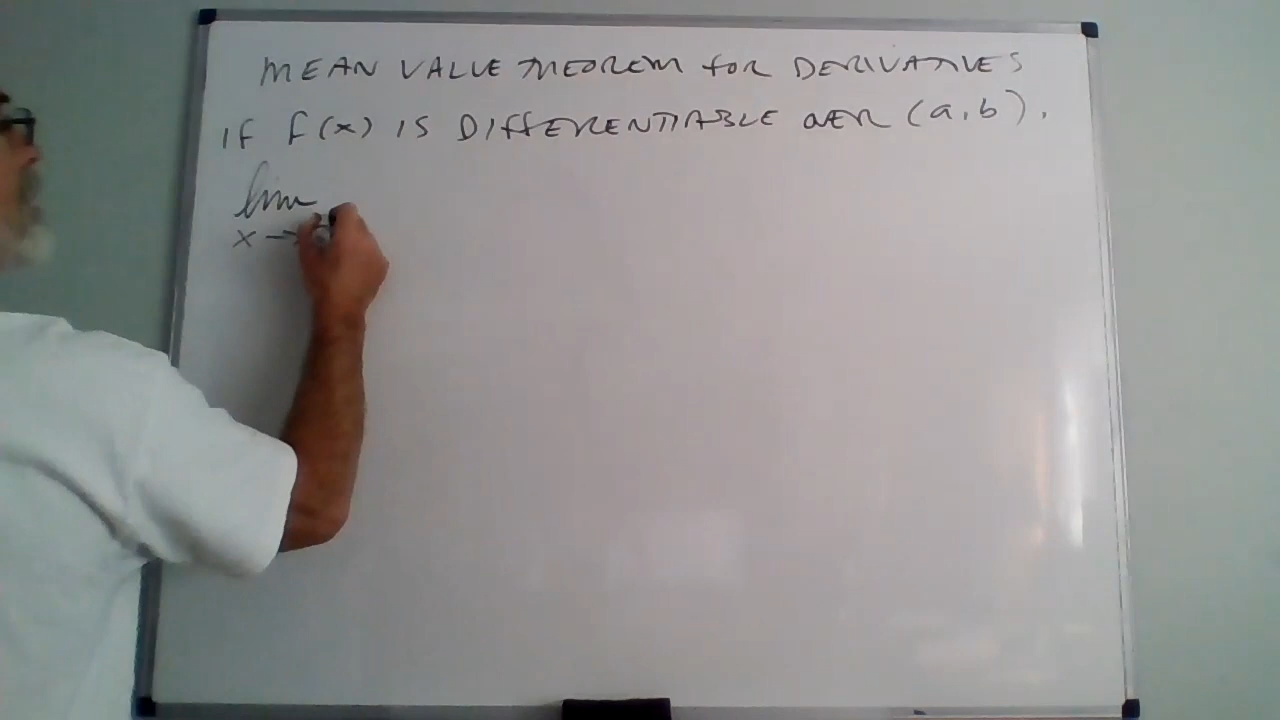 MEAN VALUE THEOREM FOR DERIVATIVES
IF f(x) IS DIFFERENTIABLE OVER (a,b).
lim
x →